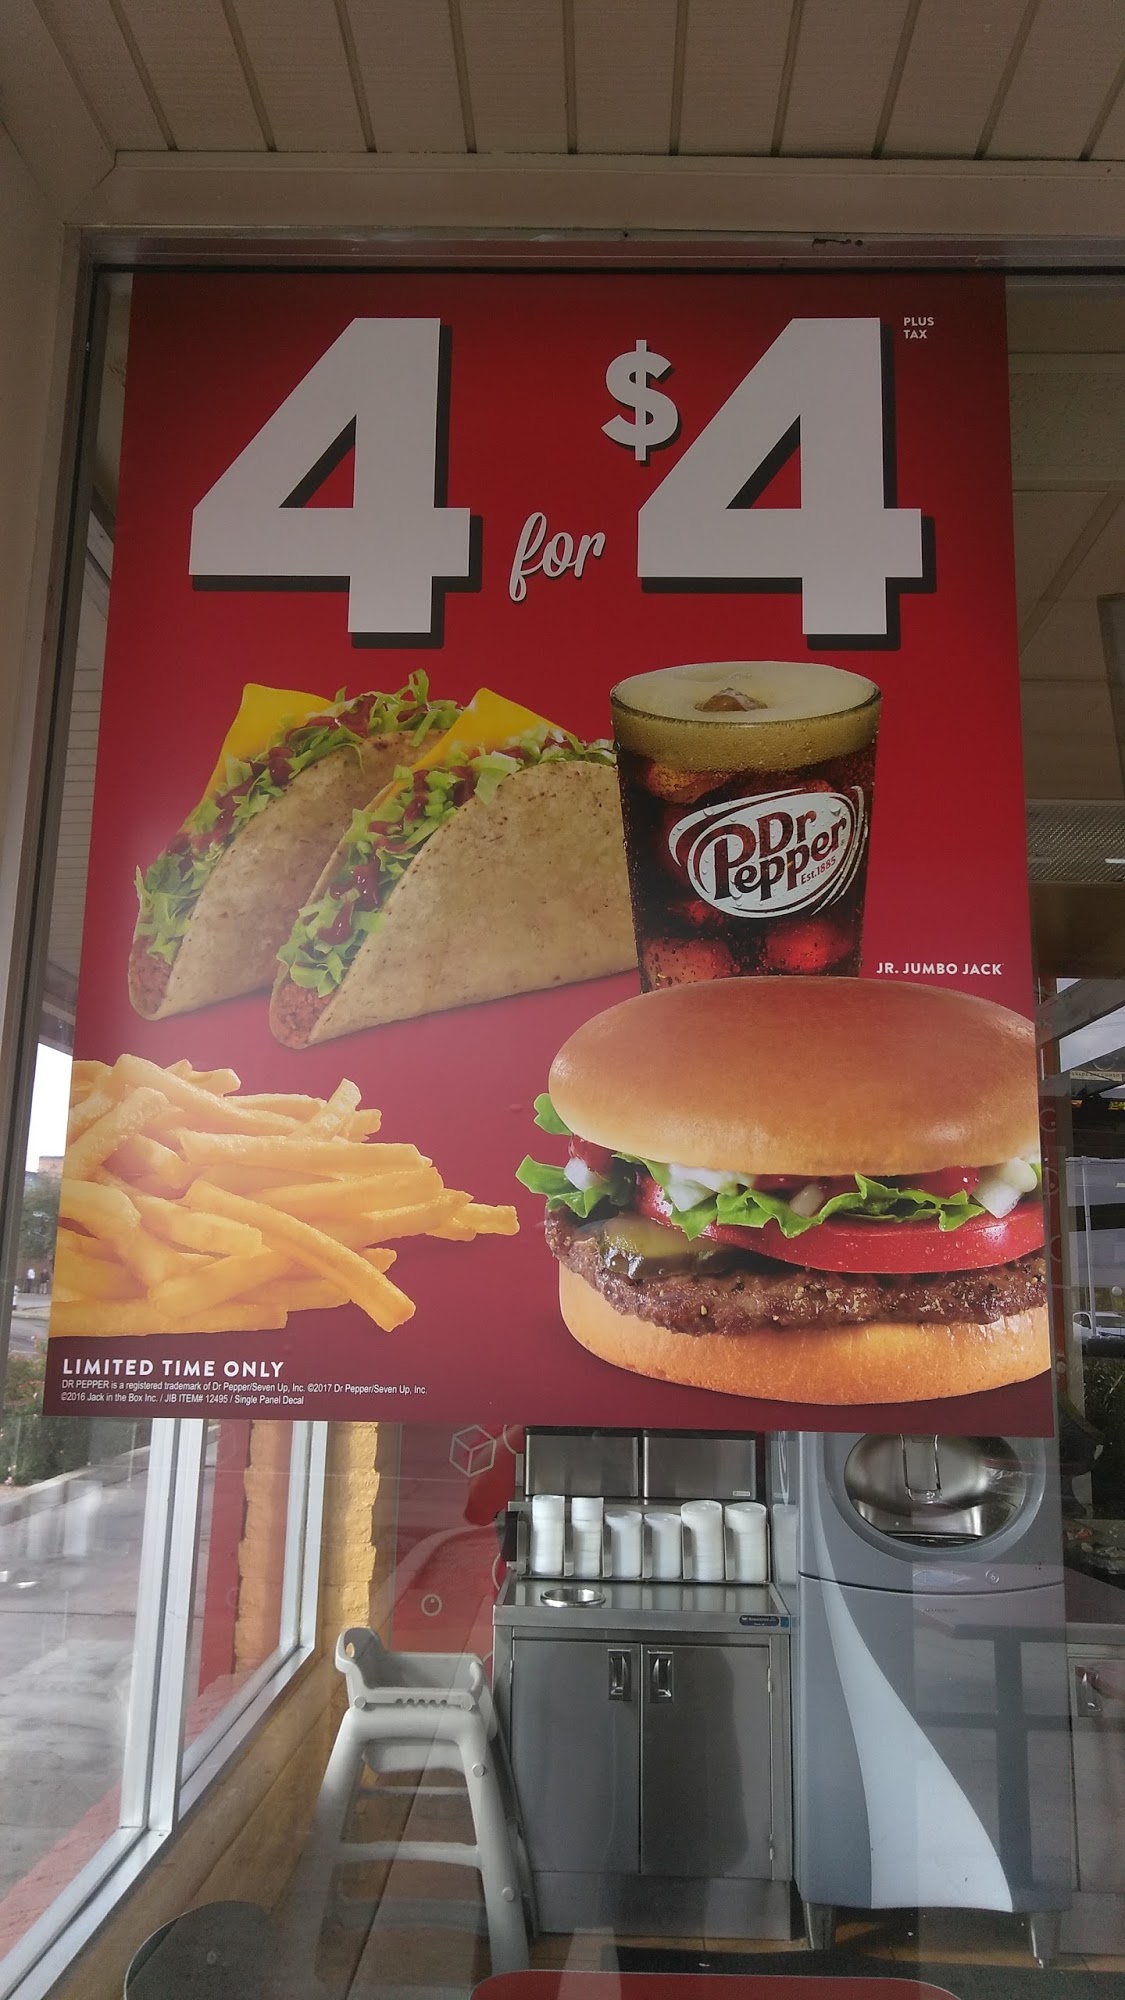 4 for $4 PLUS TAX
Dr Pepper
Est.1885
JR. JUMBO JACK
LIMITED TIME ONLY
DR PEPPER is a registered trademark of Dr Pepper/Seven Up, Inc. ©2017 Dr Pepper/Seven Up, Inc.
©2016 Jack in the Box Inc. / JIB ITEM# 12495 / Single Panel Decal